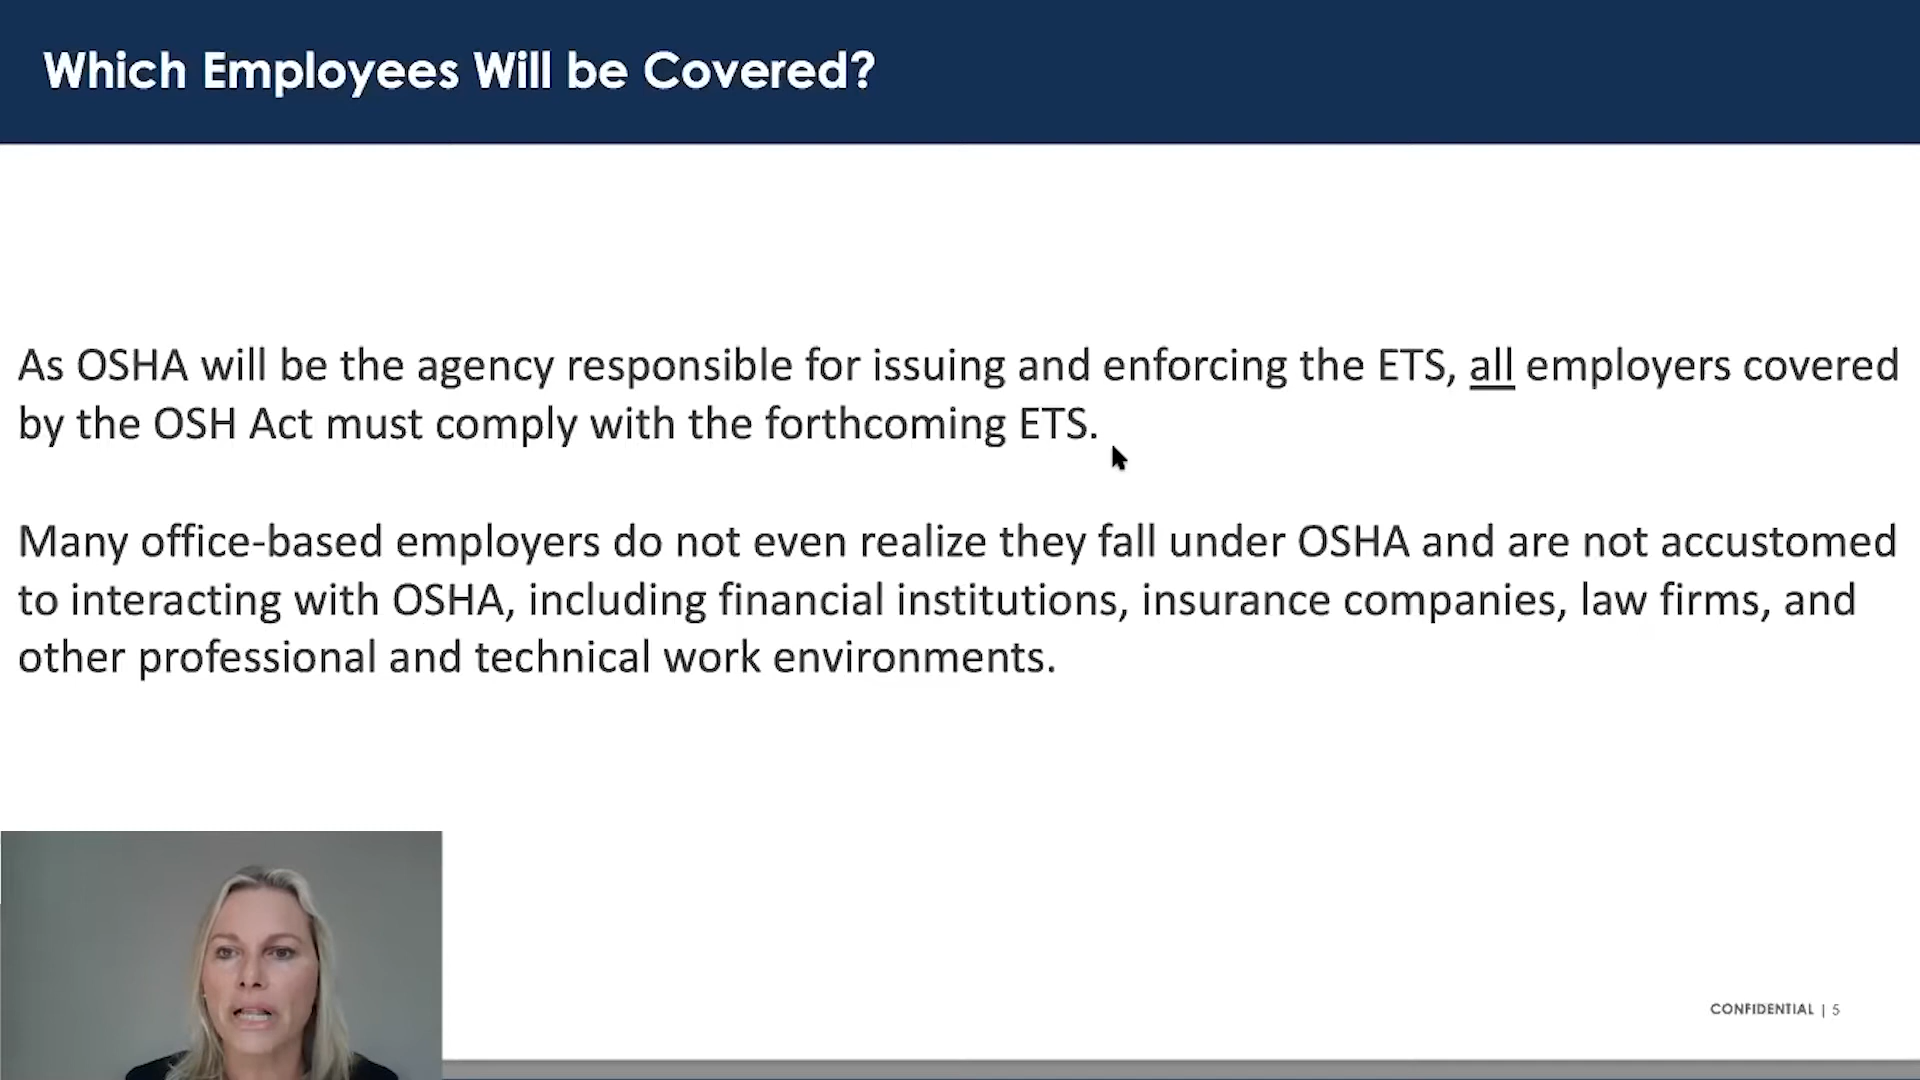 Which Employees Will be Covered?
As OSHA will be the agency responsible for issuing and enforcing the ETS, all employers covered
by the OSH Act must comply with the forthcoming ETS.
Many office-based employers do not even realize they fall under OSHA and are not accustomed
to interacting with OSHA, including financial institutions, insurance companies, law firms, and
other professional and technical work environments.
CONFIDENTIAL | 5